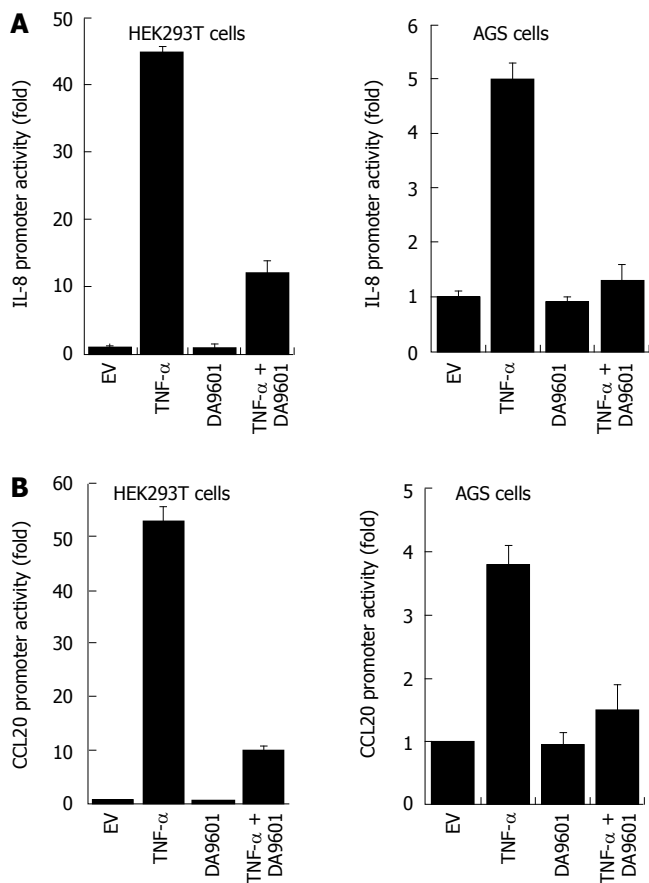 A
HEK293T cells
IL-8 promoter activity (fold)
50
40
30
20
10
0
EV
TNF-α
DA9601
TNF-α +
DA9601
AGS cells
IL-8 promoter activity (fold)
6
5
4
3
2
1
0
EV
TNF-α
DA9601
TNF-α +
DA9601
B
HEK293T cells
CCL20 promoter activity (fold)
60
50
40
30
20
10
0
EV
TNF-α
DA9601
TNF-α +
DA9601
AGS cells
CCL20 promoter activity (fold)
5
4
3
2
1
0
EV
TNF-α
DA9601
TNF-α +
DA9601